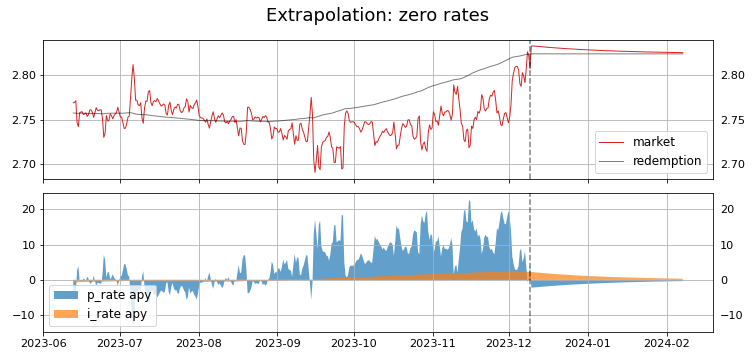 Extrapolation: zero rates
2.80 2.80
2.75 2.75
2.70 2.70
market
redemption
20 20
10 10
0 0
−10 −10
p_rate apy
i_rate apy
2023-06 2023-07 2023-08 2023-09 2023-10 2023-11 2023-12 2024-01 2024-02